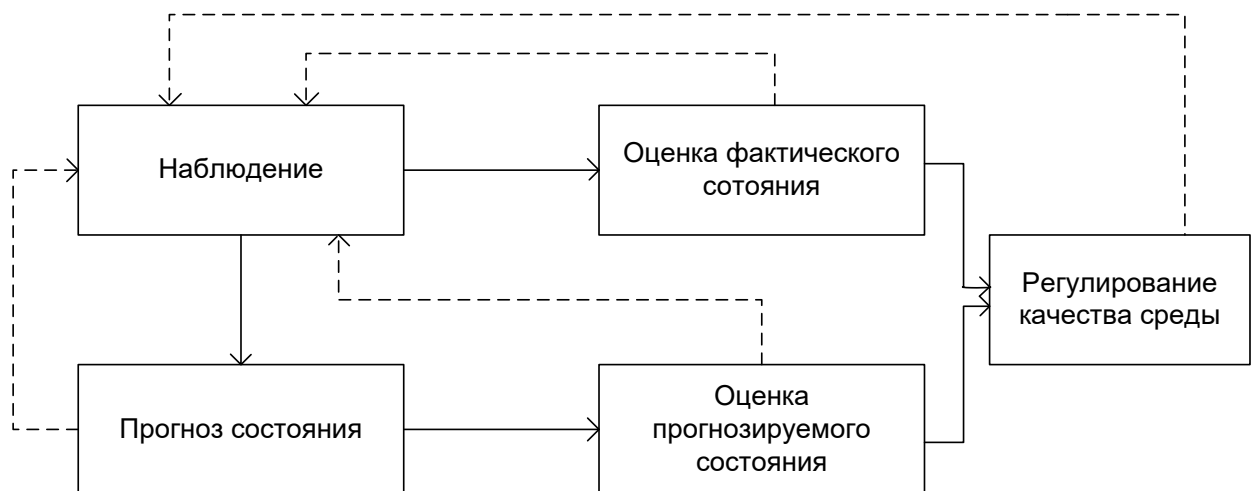 Наблюдение
Оценка фактического
сотояния
Регулирование
качества среды
Прогноз состояния
Оценка
прогнозируемого
состояния